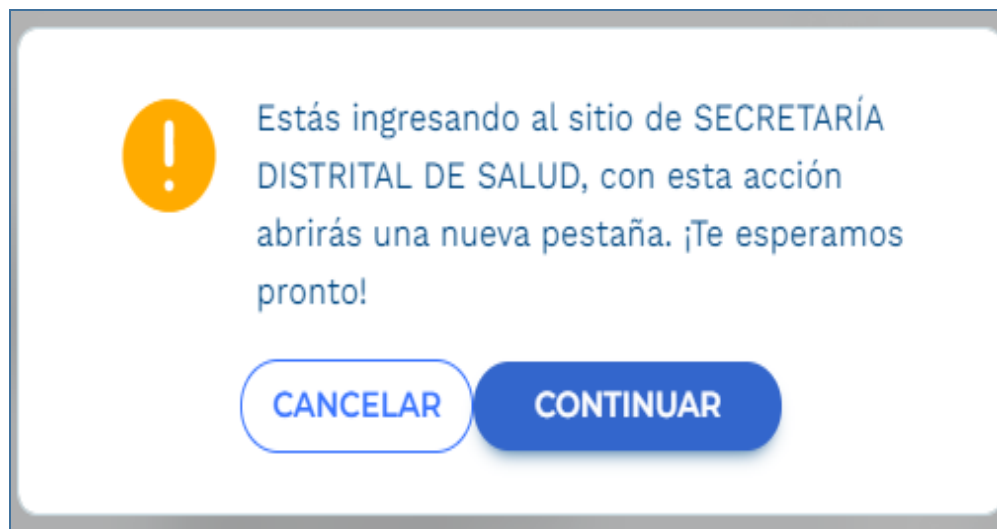 Estás ingresando al sitio de SECRETARÍA
DISTRITAL DE SALUD, con esta acción
abrirás una nueva pestaña. ¡Te esperamos
pronto!
CANCELAR CONTINUAR